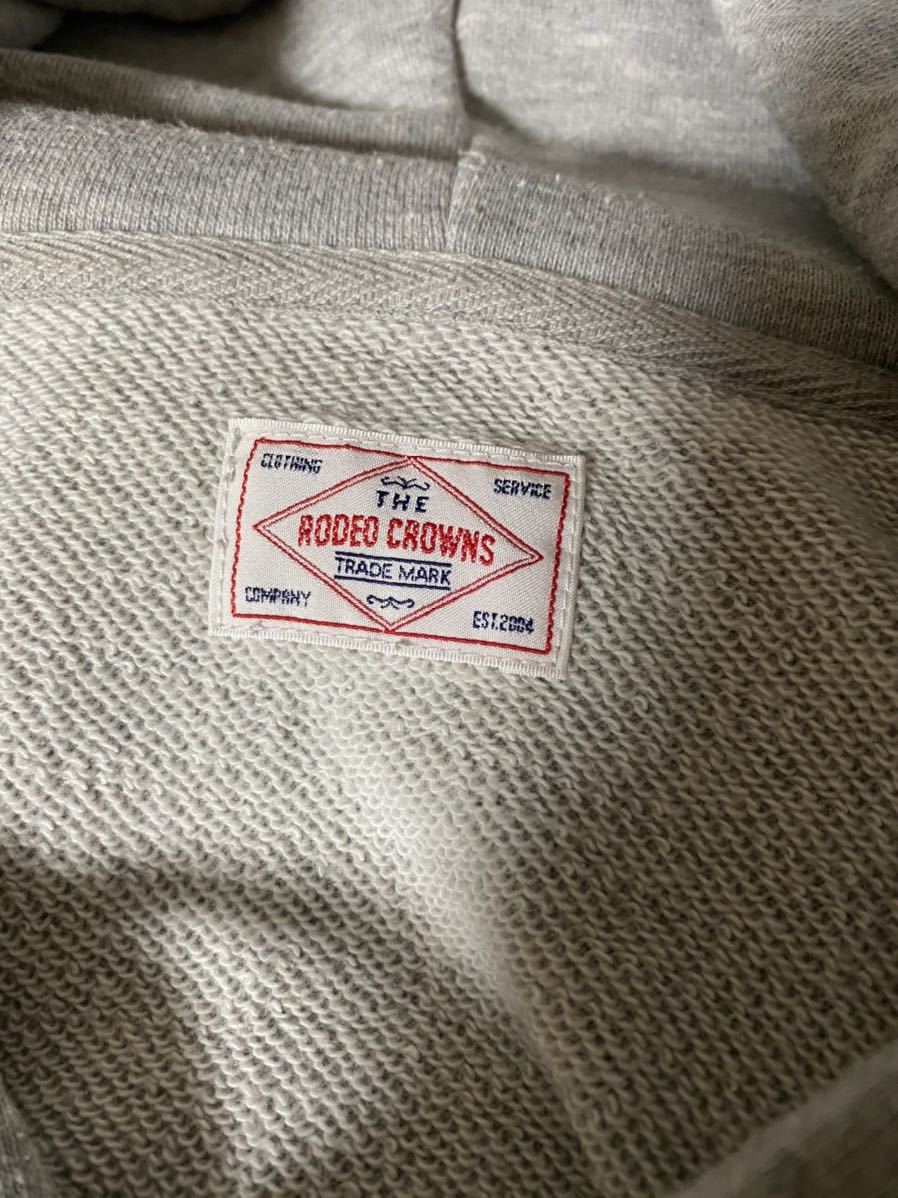 CLOTHING SERVICE
THE
RODEO CROWNS
TRADE MARK
COMPANY EST.2004